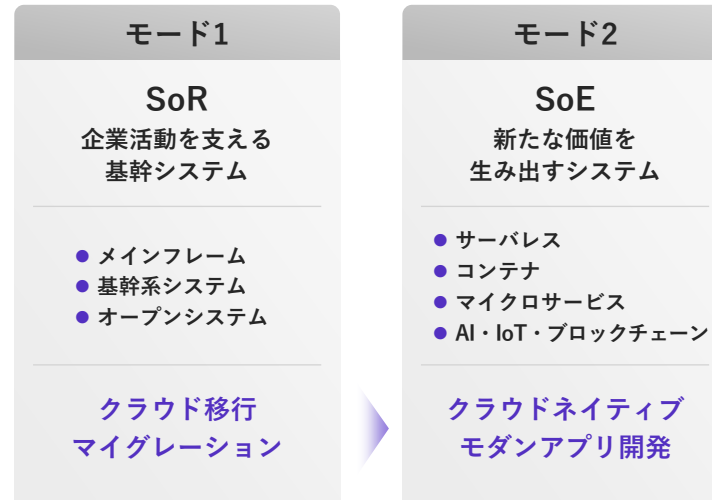 モード1
SoR
企業活動を支える
基幹システム
● メインフレーム
● 基幹系システム
● オープンシステム
クラウド移行
マイグレーション
モード2
SoE
新たな価値を
生み出すシステム
● サーバレス
● コンテナ
● マイクロサービス
● AI・IoT・ブロックチェーン
クラウドネイティブ
モダンアプリ開発